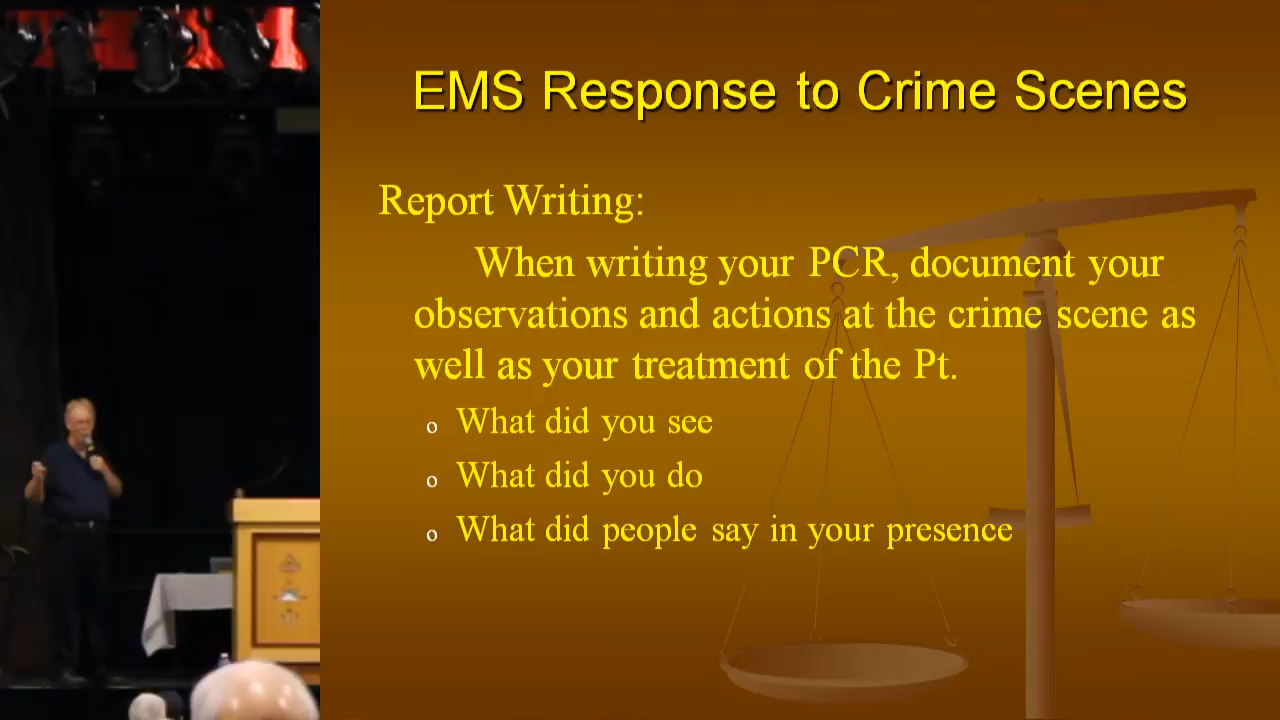 EMS Response to Crime Scenes
Report Writing:
When writing your PCR, document your
observations and actions at the crime scene as
well as your treatment of the Pt.
o What did you see
o What did you do
o What did people say in your presence